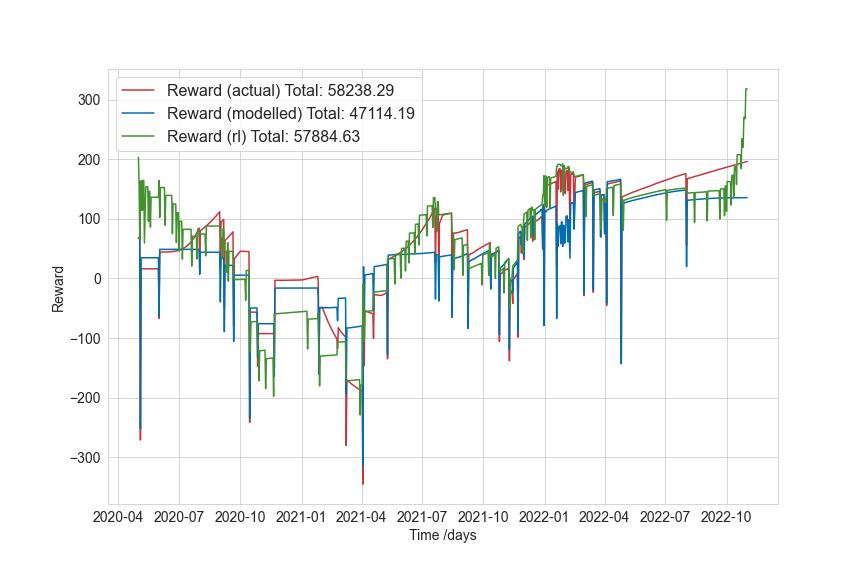 Reward (actual) Total: 58238.29
Reward (modelled) Total: 47114.19
Reward (rl) Total: 57884.63
300
200
100
0
−100
−200
−300
Reward
2020-04 2020-07 2020-10 2021-01 2021-04 2021-07 2021-10 2022-01 2022-04 2022-07 2022-10
Time /days